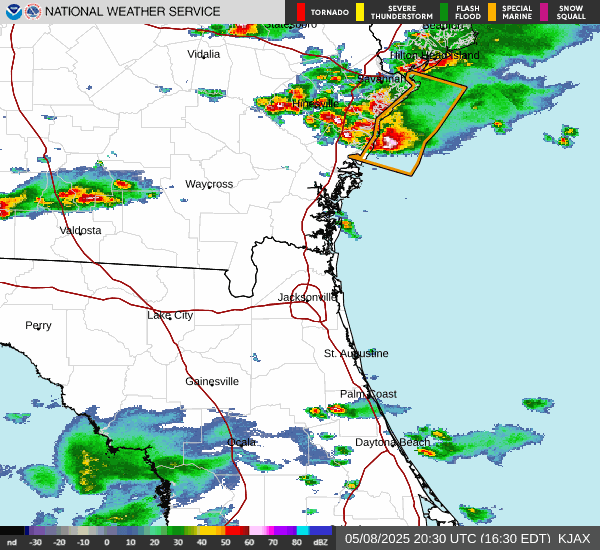 NATIONAL WEATHER SERVICE
TORNADO
SEVERE THUNDERSTORM
FLASH FLOOD
SPECIAL MARINE
SNOW SQUALL
Statesboro
Beaufort
Vidalia
Hilton Head Island
Savannah
Hinesville
Waycross
Valdosta
Jacksonville
Lake City
Perry
St. Augustine
Gainesville
Palm Coast
Ocala
Daytona Beach
nd -30 -20 -10 0 10 20 30 40 50 60 70 80 dBZ
05/08/2025 20:30 UTC (16:30 EDT) KJAX